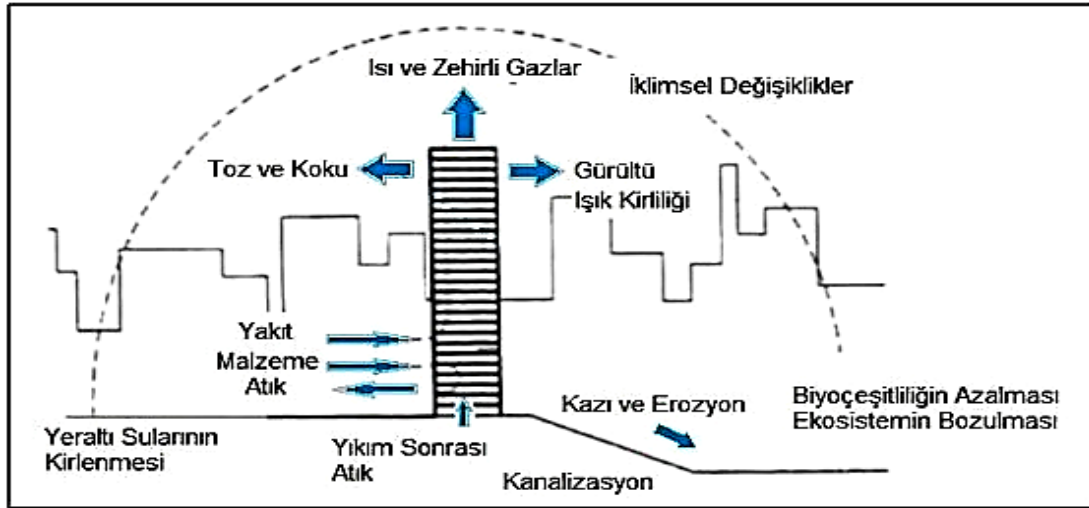 Isı ve Zehirli Gazlar
İklimsel Değişiklikler
Toz ve Koku
Gürültü
Işık Kirliliği
Yakıt
Malzeme
Atık
Kazı ve Erozyon
Biyoçeşitliliğin Azalması
Ekosistemin Bozulması
Yeraltı Sularının
Kirlenmesi
Yıkım Sonrası
Atık
Kanalizasyon